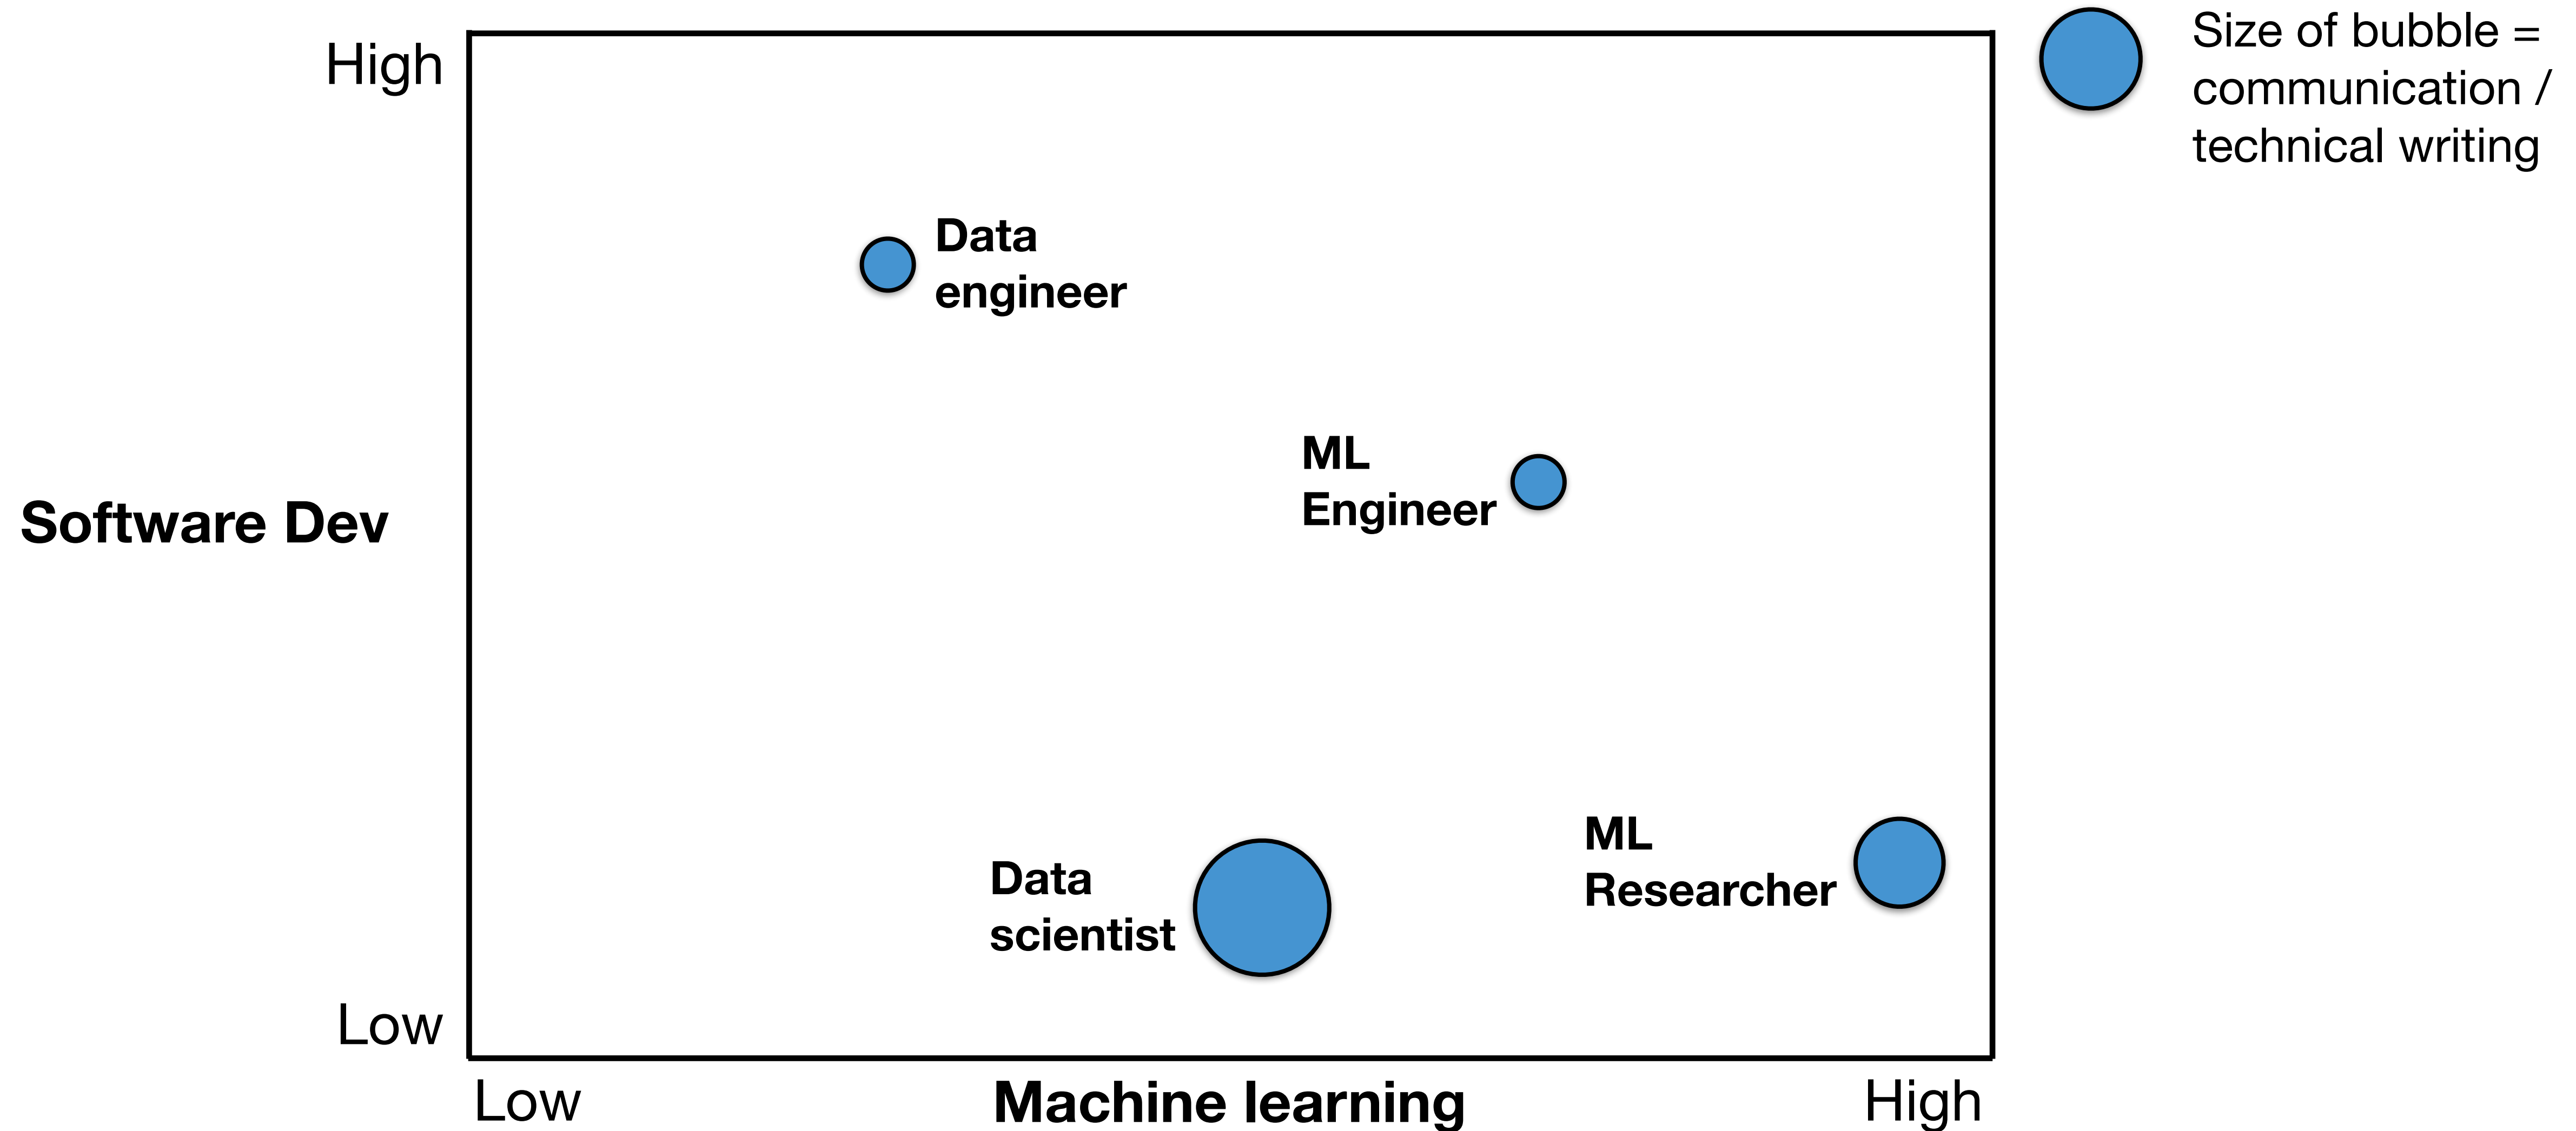 High
Size of bubble =
communication /
technical writing
Data
engineer
ML
Engineer
Software Dev
ML
Researcher
Data
scientist
Low
Low
Machine learning
High